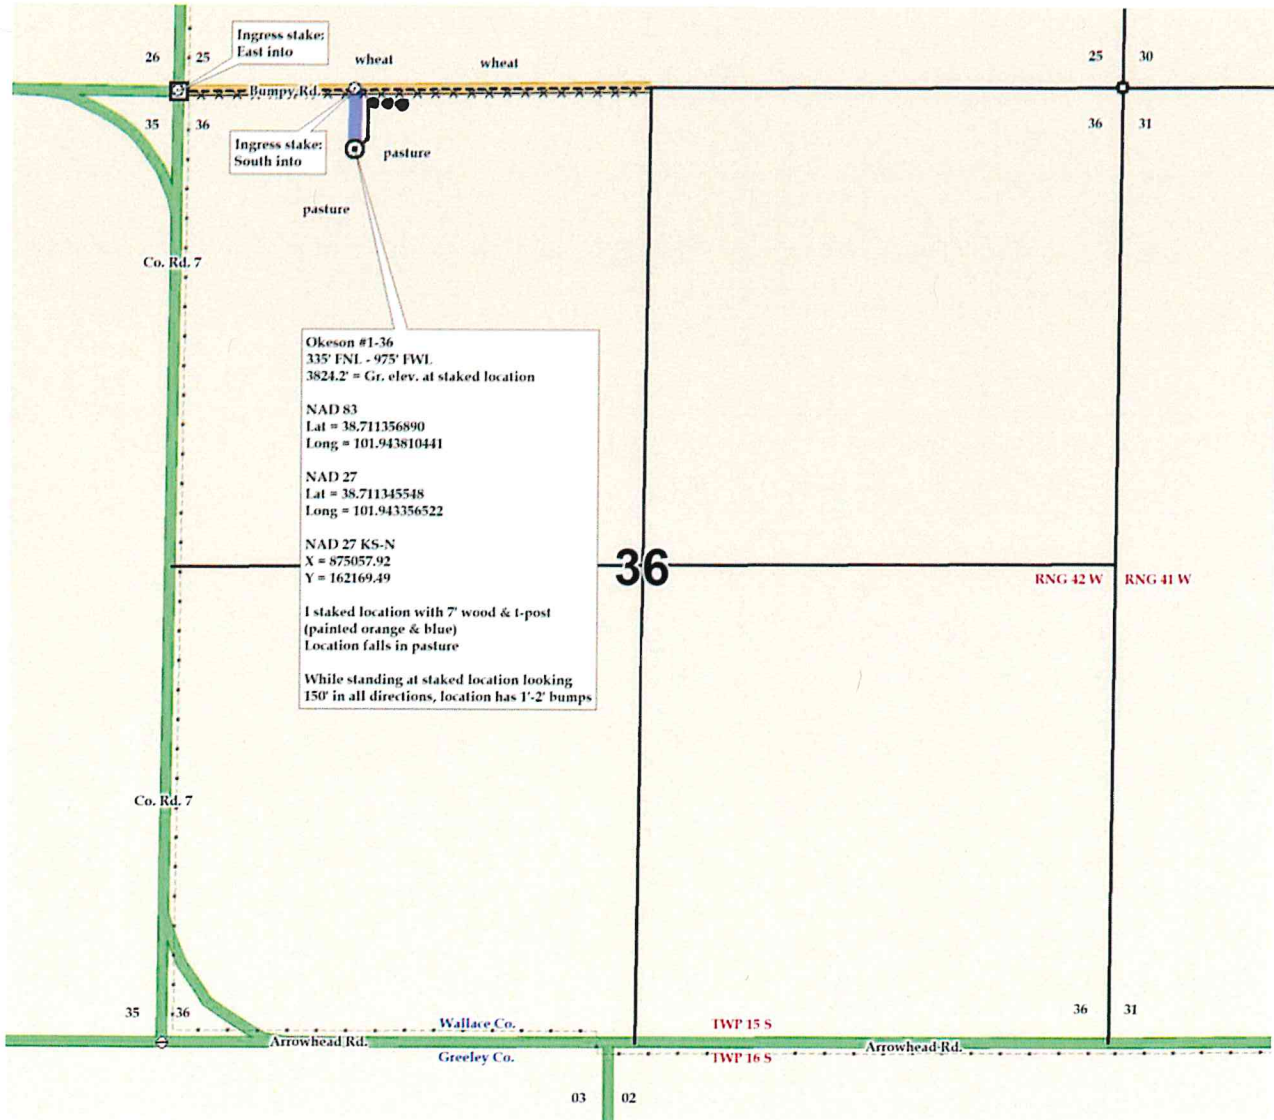 Ingress stake:
East into
26
25
wheat
wheat
25
30
Bumpy Rd.
35
36
36
31
Ingress stake:
South into
pasture
pasture
Co. Rd. 7
Okeson #1-36
335' FNL - 975' FWL
3824.2' = Gr. elev. at staked location
NAD 83
Lat = 38.711356890
Long = 101.943810441
NAD 27
Lat = 38.711345548
Long = 101.943356522
NAD 27 KS-N
X = 875057.92
Y = 162169.49
I staked location with 7' wood & t-post
(painted orange & blue)
Location falls in pasture
While standing at staked location looking
150' in all directions, location has 1'-2' bumps
36
RNG 42 W
RNG 41 W
Co. Rd. 7
35
36
36
31
Wallace Co.
TWP 15 S
Arrowhead Rd.
Arrowhead Rd.
Greeley Co.
TWP 16 S
03
02